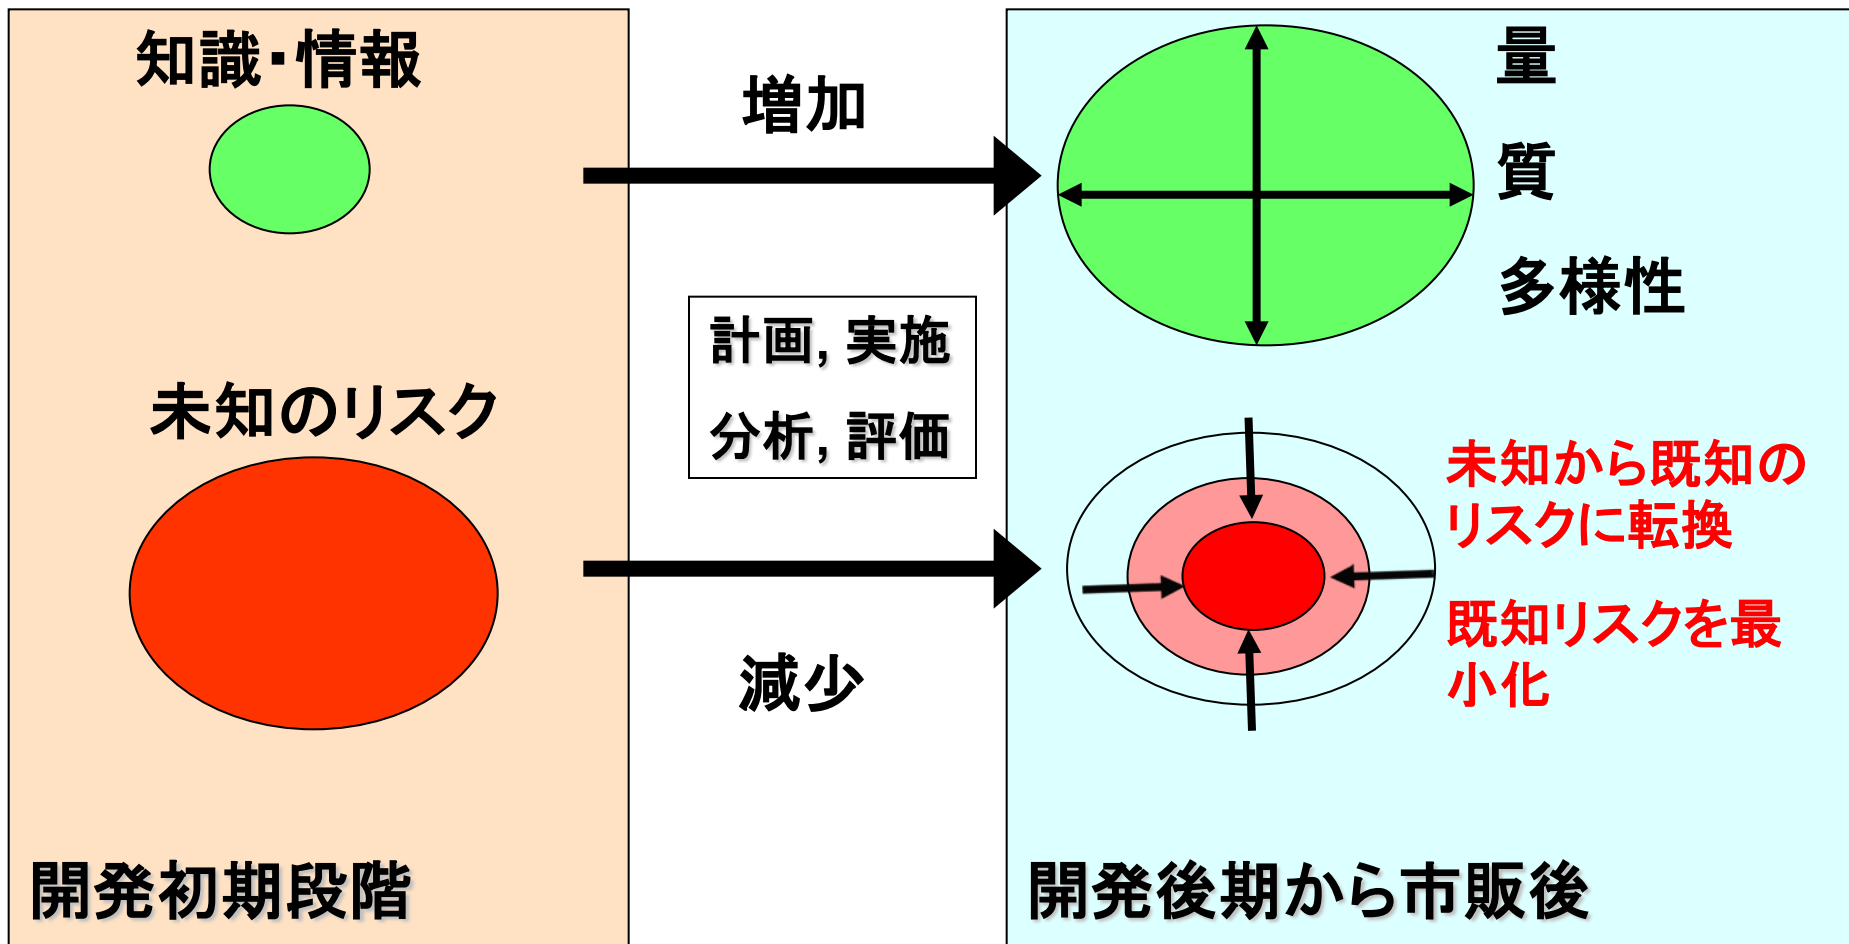 知識・情報
未知のリスク
開発初期段階
増加
計画, 実施
分析, 評価
減少
量
質
多様性
未知から既知の
リスクに転換
既知リスクを最
小化
開発後期から市販後